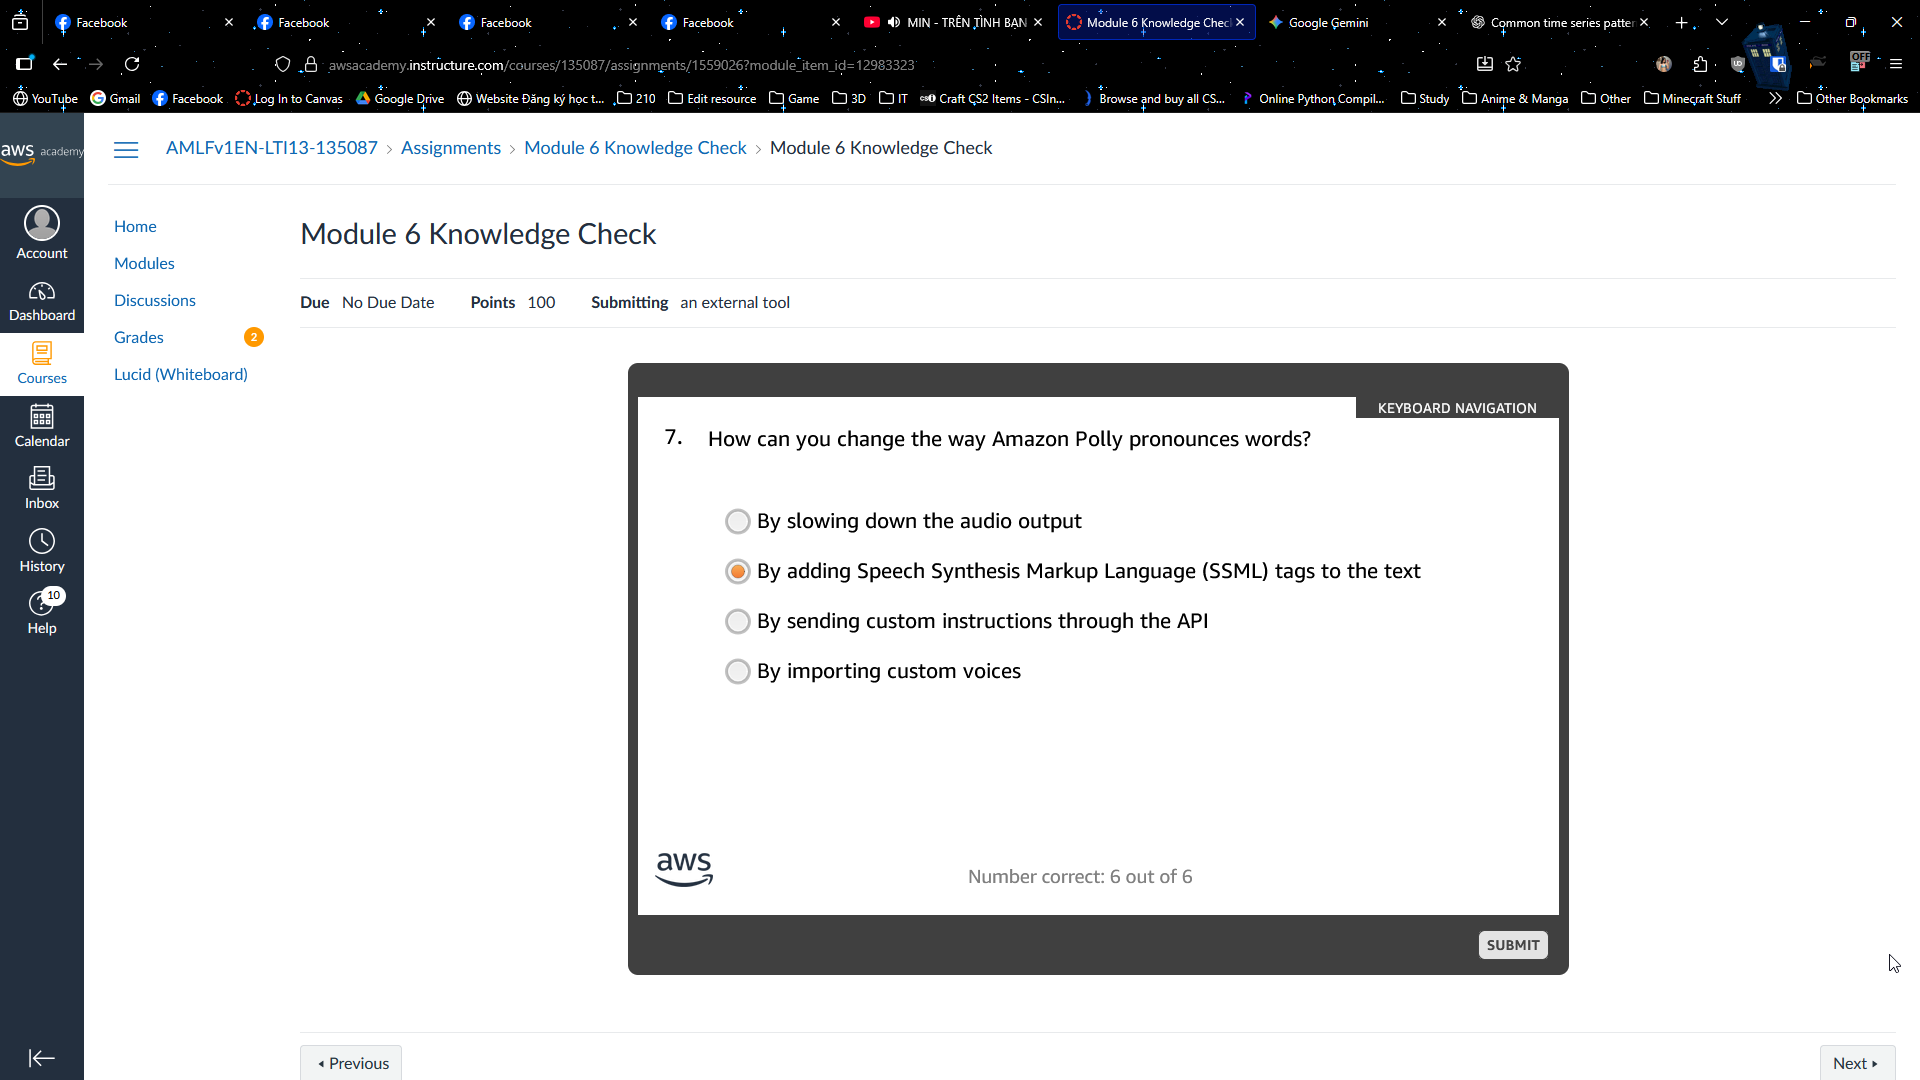 Facebook
Facebook
Facebook
Facebook
MIN - TRÊN TÌNH BẠN
Module 6 Knowledge Chec
Google Gemini
Common time series patter
awsacademy.instructure.com/courses/135087/assignments/1559026?module_item_id=12983323
OFF
YouTube
Gmail
Facebook
Log In to Canvas
Google Drive
Website Đăng ký học t...
210
Edit resource
Game
3D
IT
Craft CS2 Items - CSIn...
Browse and buy all CS...
Online Python Compil...
Study
Anime & Manga
Other
Minecraft Stuff
Other Bookmarks
aws academy
AMLFv1EN-LTI13-135087 > Assignments > Module 6 Knowledge Check > Module 6 Knowledge Check
Account
Dashboard
Courses
Calendar
Inbox
History
10
Help
Home
Modules
Discussions
Grades 2
Lucid (Whiteboard)
Module 6 Knowledge Check
Due No Due Date Points 100 Submitting an external tool
KEYBOARD NAVIGATION
7. How can you change the way Amazon Polly pronounces words?
By slowing down the audio output
By adding Speech Synthesis Markup Language (SSML) tags to the text
By sending custom instructions through the API
By importing custom voices
aws
Number correct: 6 out of 6
SUBMIT
Previous
Next